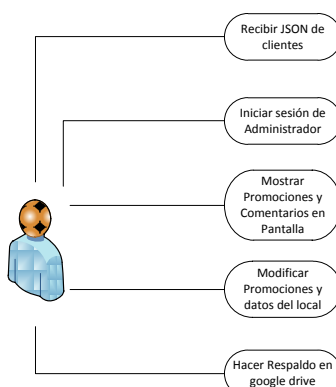 Recibir JSON de
clientes
Iniciar sesión de
Administrador
Mostrar
Promociones y
Comentarios en
Pantalla
Modificar
Promociones y
datos del local
Hacer Respaldo en
google drive